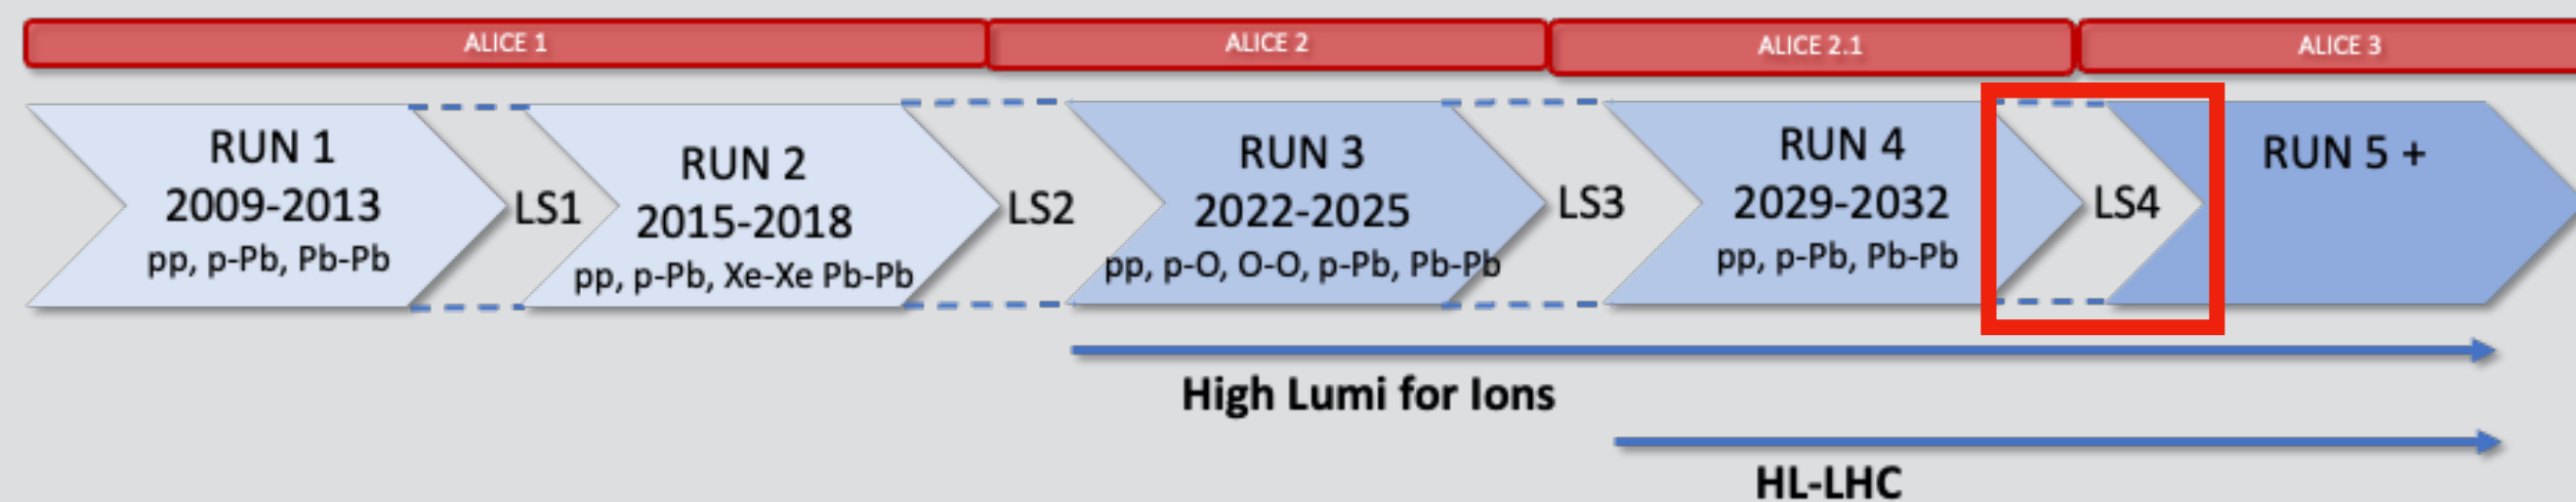 ALICE 1
ALICE 2
ALICE 2.1
ALICE 3
RUN 1
2009-2013
pp, p-Pb, Pb-Pb
LS1
RUN 2
2015-2018
pp, p-Pb, Xe-Xe Pb-Pb
LS2
RUN 3
2022-2025
pp, p-O, O-O, p-Pb, Pb-Pb
LS3
RUN 4
2029-2032
pp, p-Pb, Pb-Pb
LS4
RUN 5 +
High Lumi for Ions
HL-LHC